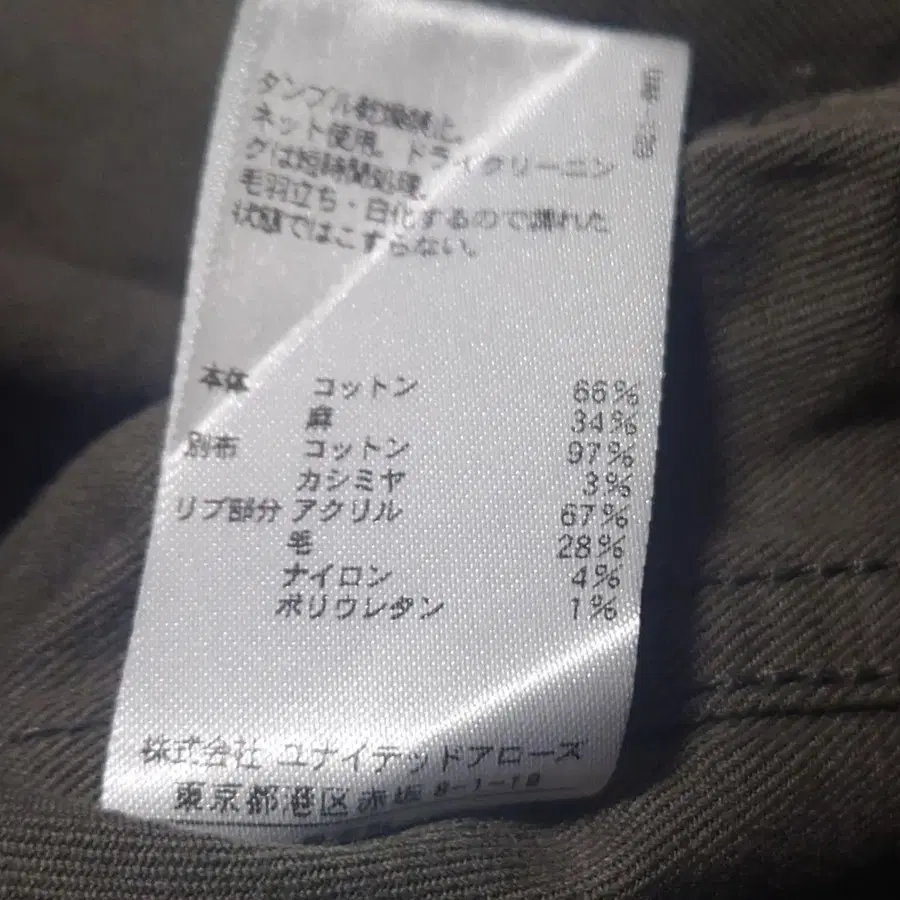 タンブル乾燥禁止。
ネット使用。ドライクリーニン
グは短時間処理。
毛羽立ち・白化するので濡れた
状態ではこすらない。
本体 コットン 66%
麻 34%
別布 コットン 97%
カシミヤ 3%
リブ部分 アクリル 67%
毛 28%
ナイロン 4%
ポリウレタン 1%
株式会社 ユナイテッドアローズ
東京都港区赤坂 8-1-19